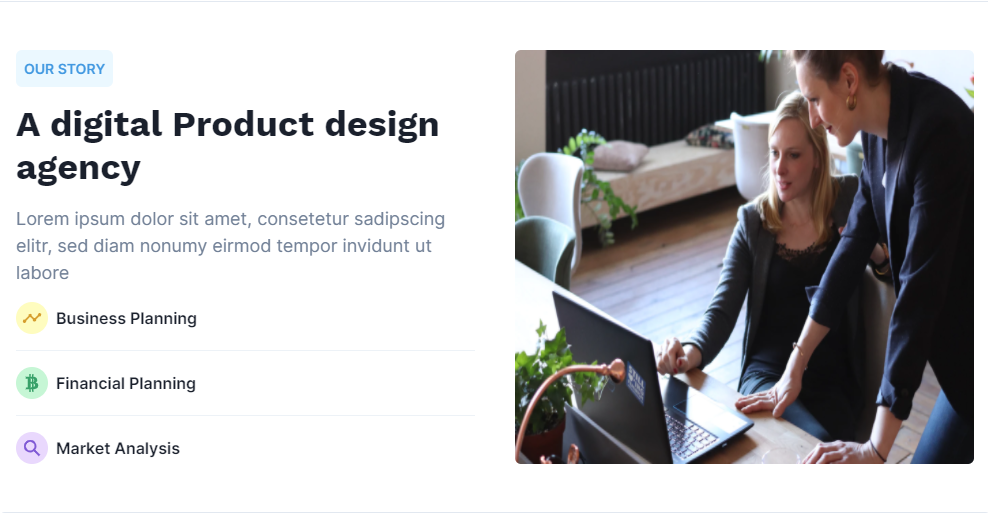 OUR STORY
A digital Product design
agency
Lorem ipsum dolor sit amet, consetetur sadipscing
elitr, sed diam nonumy eirmod tempor invidunt ut
labore
Business Planning
Financial Planning
Market Analysis